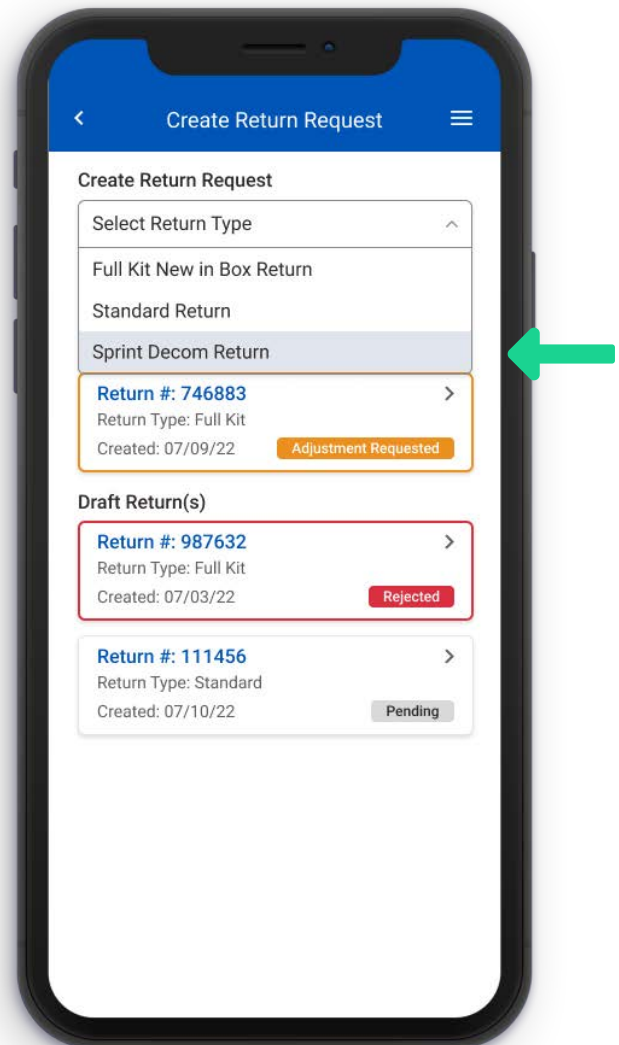 Create Return Request
Create Return Request
Select Return Type
Full Kit New in Box Return
Standard Return
Sprint Decom Return
Return #: 746883
Return Type: Full Kit
Created: 07/09/22 Adjustment Requested
Draft Return(s)
Return #: 987632
Return Type: Full Kit
Created: 07/03/22 Rejected
Return #: 111456
Return Type: Standard
Created: 07/10/22 Pending